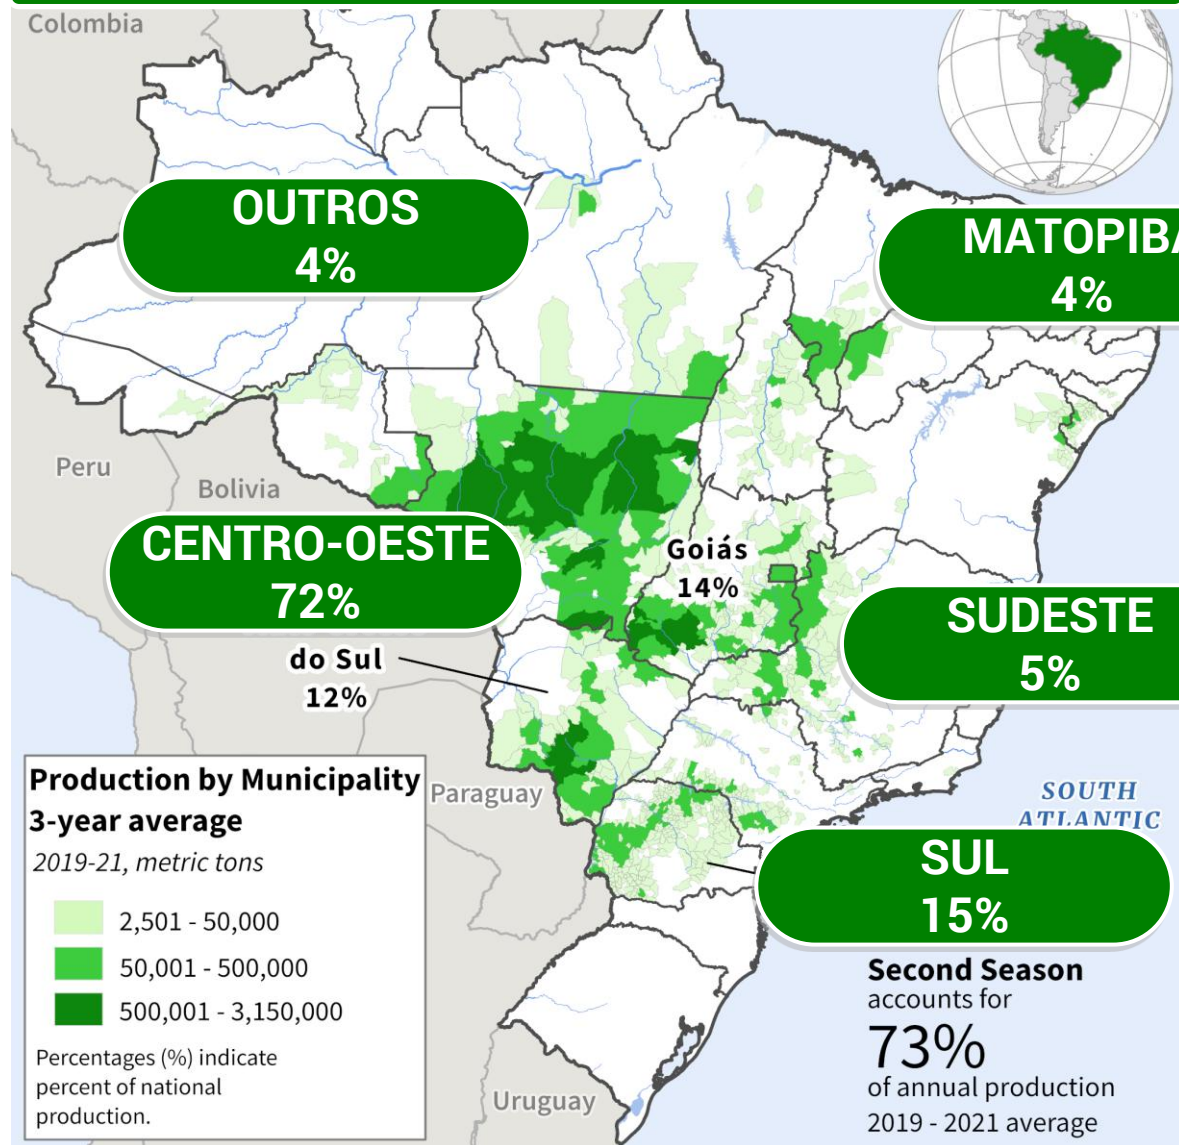 Colombia
OUTROS
4%
MATOPIBA
4%
Peru
Bolivia
CENTRO-OESTE
72%
Goiás
14%
SUDESTE
5%
do Sul
12%
Production by Municipality
3-year average
2019-21, metric tons
2,501 - 50,000
50,001 - 500,000
500,001 - 3,150,000
Percentages (%) indicate
percent of national
production.
Paraguay
SOUTH
ATLANTIC
SUL
15%
Second Season
accounts for
73%
of annual production
2019 - 2021 average
Uruguay